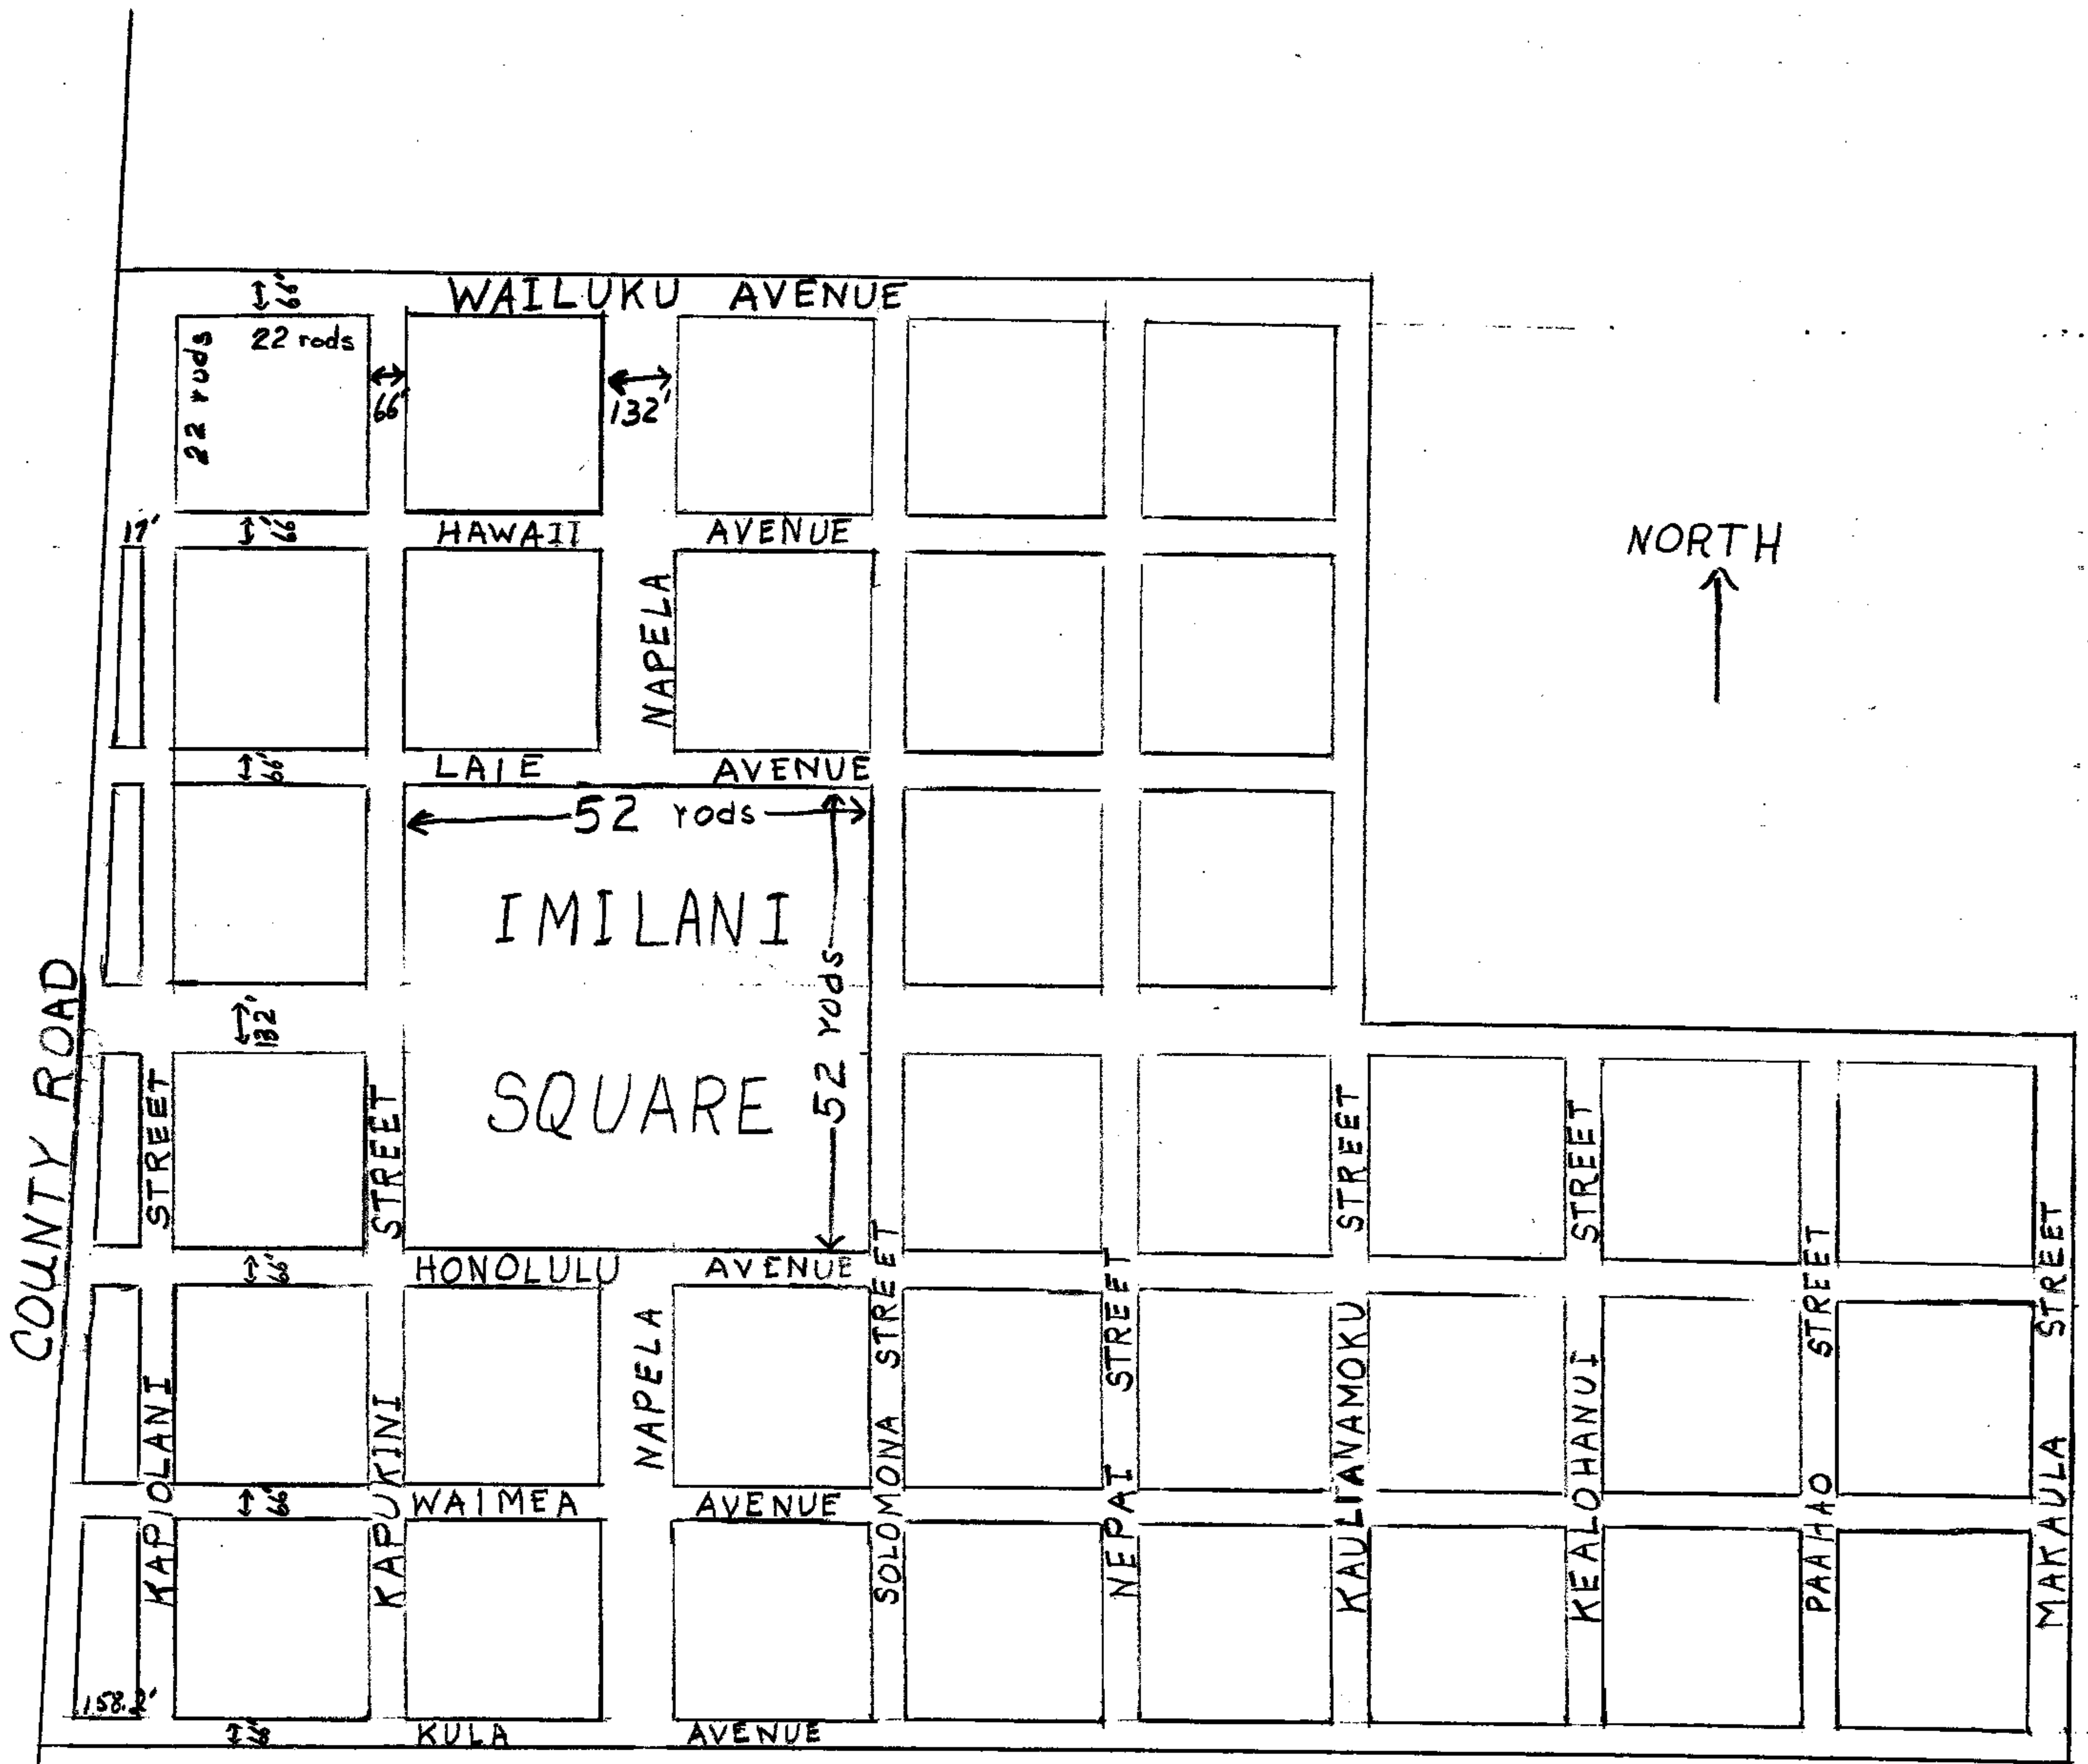 WAILUKU AVENUE
66'
22 rods
22 rods
66'
132'
17'
66'
HAWAII AVENUE
NORTH
NAPELA
66'
LAIE AVENUE
52 rods
IMILANI
SQUARE
52 rods
132'
COUNTY ROAD
66'
HONOLULU AVENUE
KAPIOLANI STREET
KAPUKINI STREET
NAPELA
SOLOMONA STREET
NEPAI STREET
KAULIANAMOKU STREET
KEALOHANUI STREET
PAAHAO STREET
MAKAULA STREET
66'
WAIMEA AVENUE
158.2'
66'
KULA AVENUE